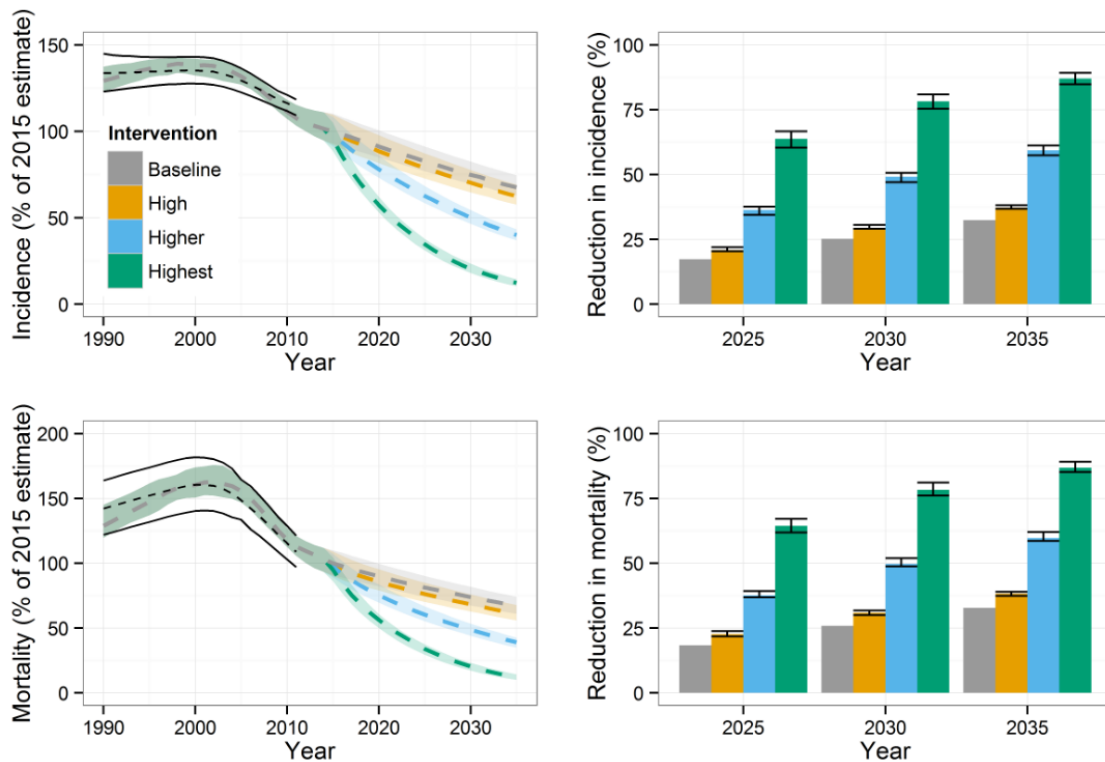 Incidence (% of 2015 estimate)
150
100
50
0
Intervention
Baseline
High
Higher
Highest
1990 2000 2010 2020 2030
Year
Reduction in incidence (%)
100
75
50
25
0
2025 2030 2035
Year
Mortality (% of 2015 estimate)
200
150
100
50
0
1990 2000 2010 2020 2030
Year
Reduction in mortality (%)
100
75
50
25
0
2025 2030 2035
Year